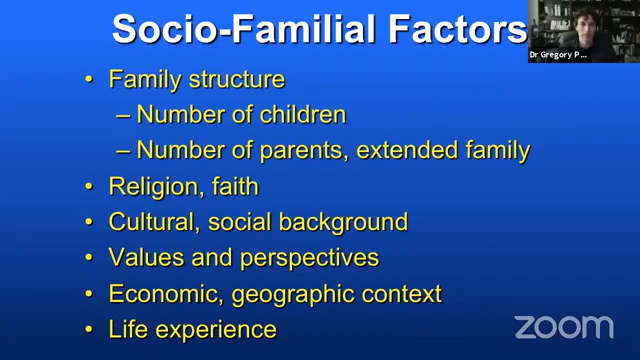 Socio-Familial Factors
Dr Gregory P...
• Family structure
– Number of children
– Number of parents, extended family
• Religion, faith
• Cultural, social background
• Values and perspectives
• Economic, geographic context
• Life experience
zoom